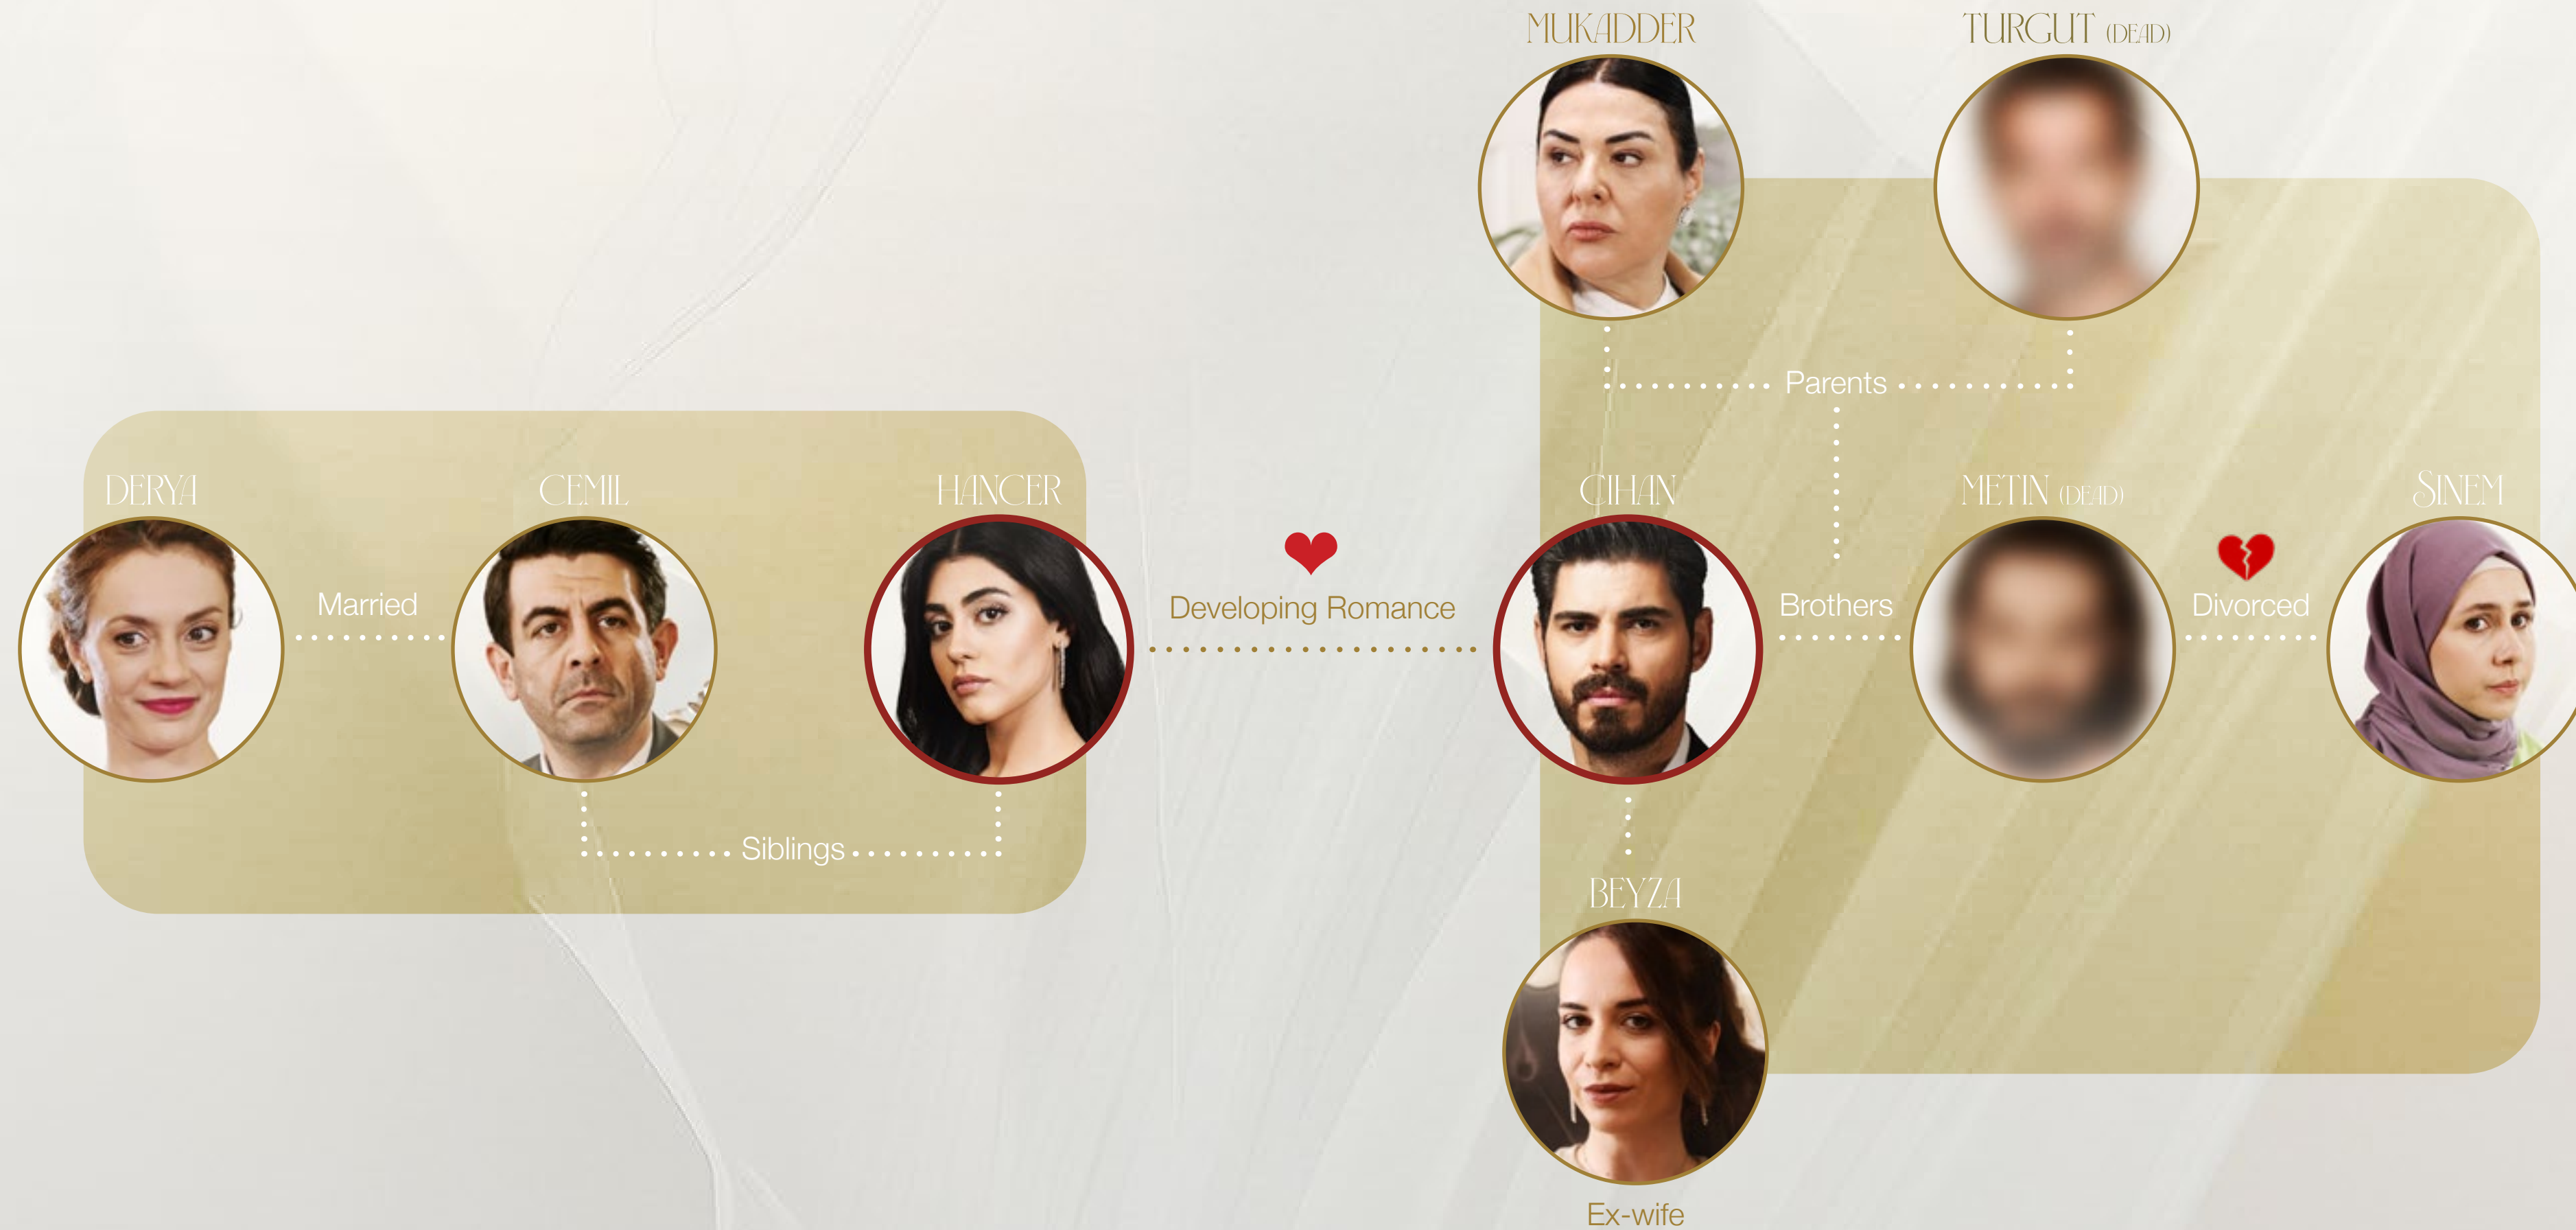 MUKADDER
TURGUT (DEAD)
Parents
DERYA
CEMIL
HANCER
CIHAN
METIN (DEAD)
SINEM
Married
Developing Romance
Brothers
Divorced
Siblings
BEYZA
Ex-wife